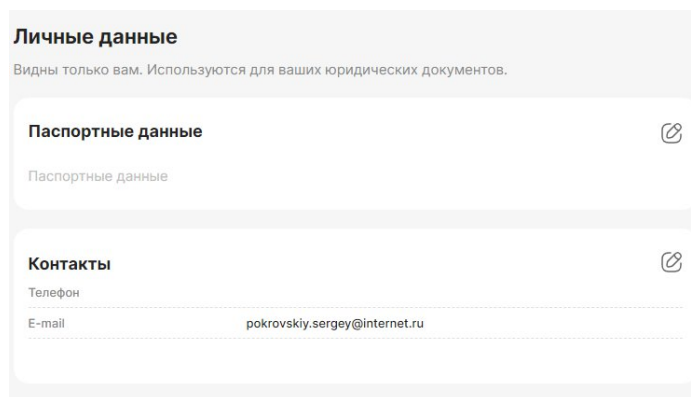 Личные данные
Видны только вам. Используются для ваших юридических документов.
Паспортные данные
Паспортные данные
Контакты
Телефон
E-mail pokrovskiy.sergey@internet.ru